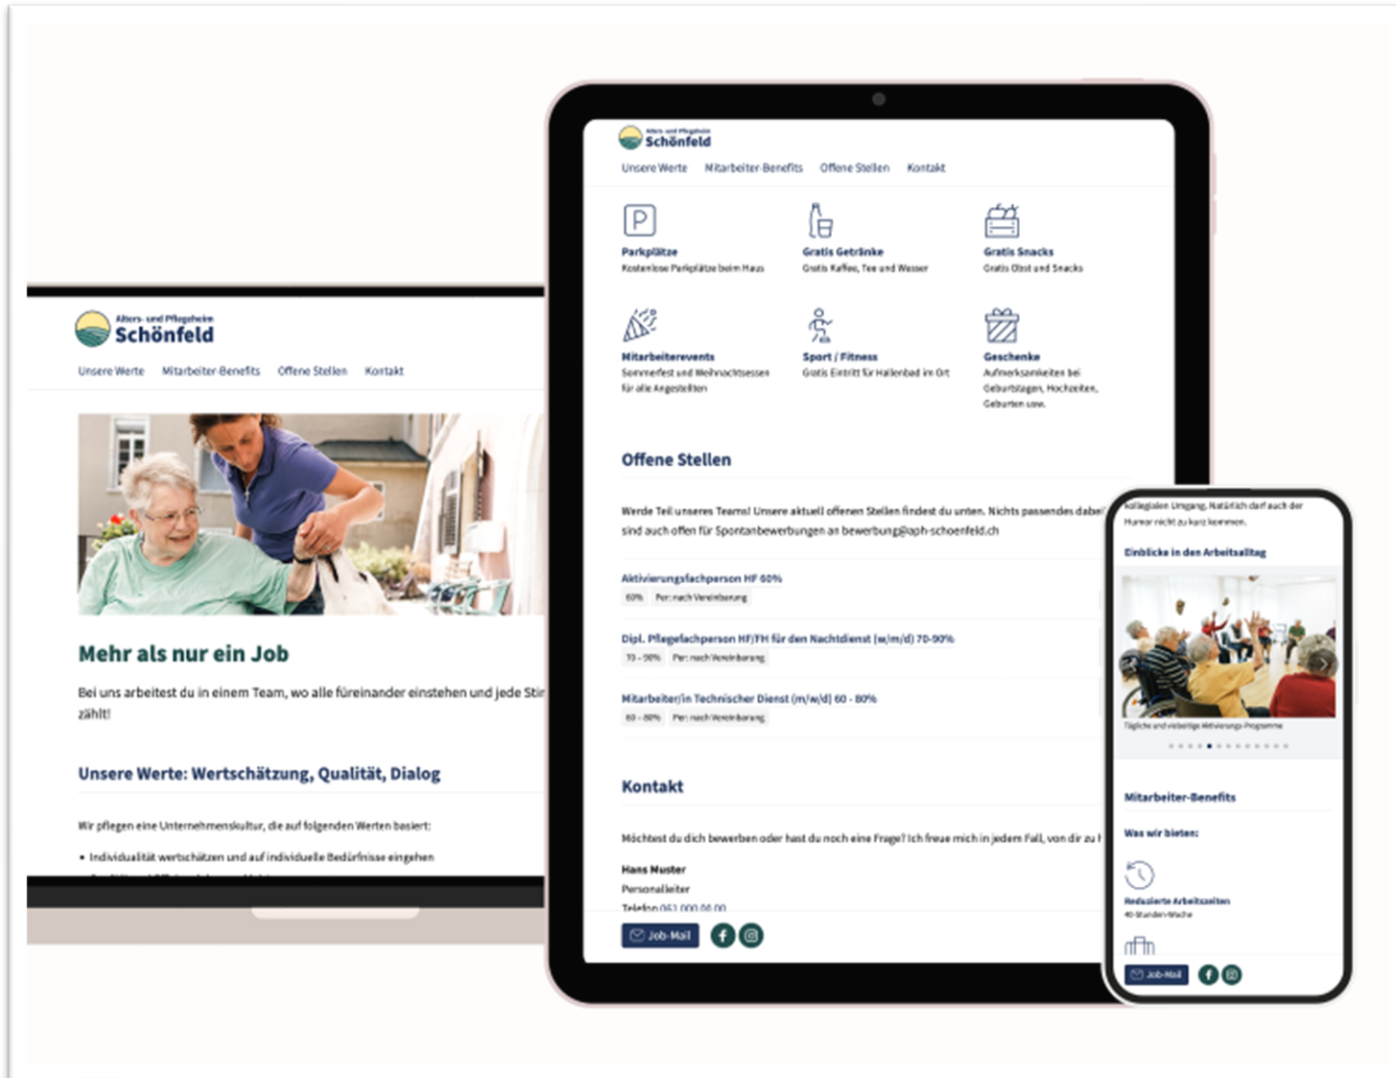 Alters- und Pflegeheim
Schönfeld
Unsere Werte Mitarbeiter-Benefits Offene Stellen Kontakt
Mehr als nur ein Job
Bei uns arbeitest du in einem Team, wo alle füreinander einstehen und jede
zählt!
Unsere Werte: Wertschätzung, Qualität, Dialog
Wir pflegen eine Unternehmenskultur, die auf folgenden Werten basiert:
• Individualität wertschätzen und auf individuelle Bedürfnisse eingehen
Alters- und Pflegeheim
Schönfeld
Unsere Werte Mitarbeiter-Benefits Offene Stellen Kontakt
P
Parkplätze
Kostenlose Parkplätze beim Haus
Gratis Getränke
Gratis Kaffee, Tee und Wasser
Gratis Snacks
Gratis Obst und Snacks
Mitarbeiterevents
Sommerfest und Weihnachtsessen
für alle Angestellten
Sport / Fitness
Gratis Eintritt für Hallenbad im Ort
Geschenke
Aufmerksamkeiten bei
Geburtstagen, Hochzeiten,
Geburten usw.
Offene Stellen
Werde Teil unseres Teams! Unsere aktuell offenen Stellen findest du unten. Nichts passendes dabei
sind auch offen für Spontanbewerbungen an bewerbung@aph-schoenfeld.ch
Aktivierungsfachperson HF 60%
60% Per: nach Vereinbarung
Dipl. Pflegefachperson HF/FH für den Nachtdienst (w/m/d) 70-90%
70 - 90% Per: nach Vereinbarung
Mitarbeiter/in Technischer Dienst (m/w/d) 60 - 80%
60 - 80% Per: nach Vereinbarung
Kontakt
Möchtest du dich bewerben oder hast du noch eine Frage? Ich freue mich in jedem Fall, von dir zu
Hans Muster
Personalleiter
Telefon 061 000 00 00
Job-Mail
kollegialen Umgang. Natürlich darf auch der
Humor nicht zu kurz kommen.
Einblicke in den Arbeitsalltag
Tägliche und vielseitige Aktivierungs-Programme
Mitarbeiter-Benefits
Was wir bieten:
Reduzierte Arbeitszeiten
40-Stunden-Woche
Job-Mail